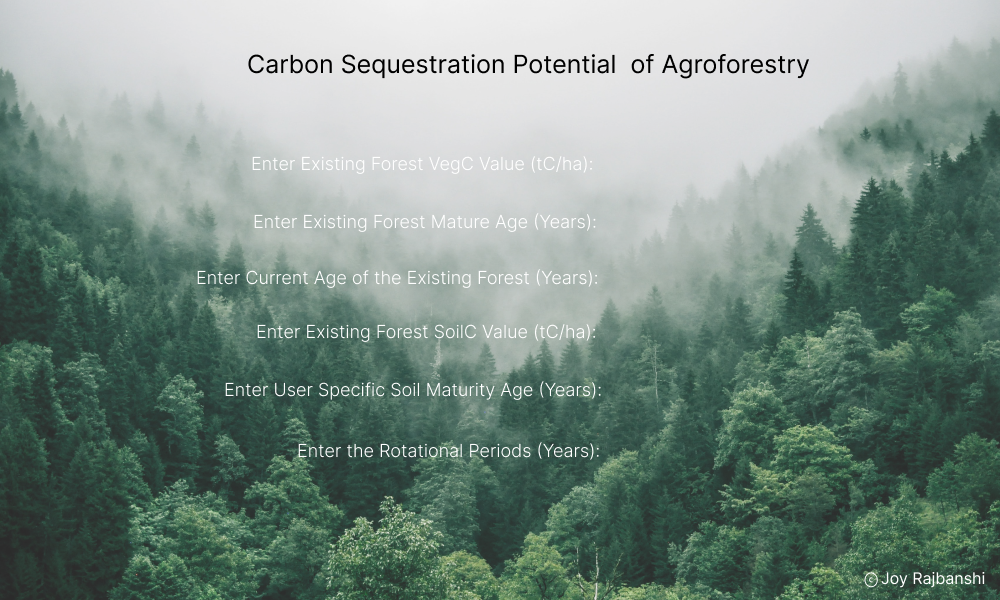 Carbon Sequestration Potential  of Agroforestry
Enter Existing Forest VegC Value (tC/ha):
Enter Existing Forest Mature Age (Years):
Enter Current Age of the Existing Forest (Years):
Enter Existing Forest SoilC Value (tC/ha):
Enter User Specific Soil Maturity Age (Years):
Enter the Rotational Periods (Years):
© Joy Rajbanshi